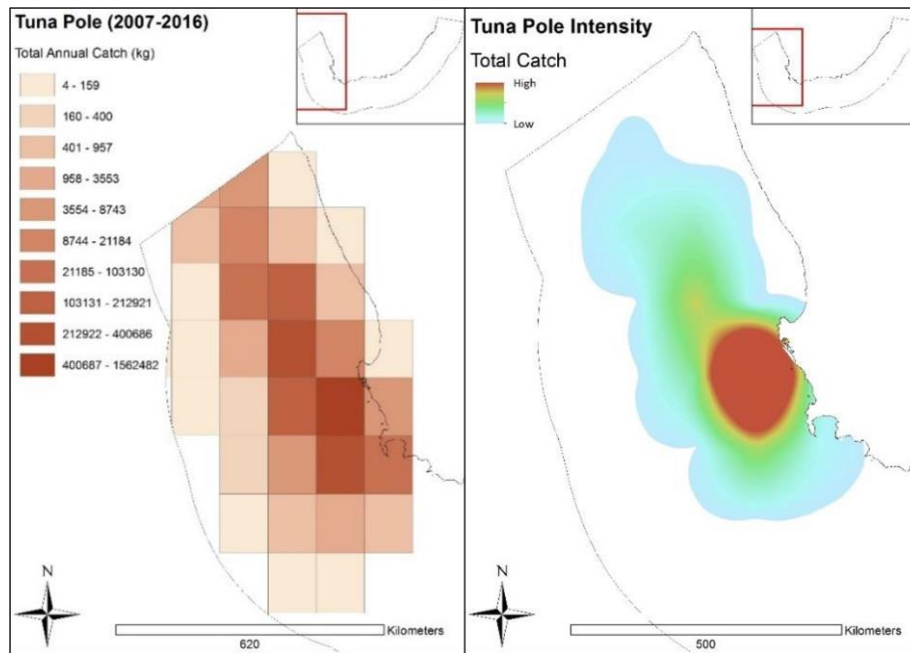 Tuna Pole (2007-2016)
Total Annual Catch (kg)
4 - 159
160 - 400
401 - 957
958 - 3553
3554 - 8743
8744 - 21184
21185 - 103130
103131 - 212921
212922 - 400686
400687 - 1562482
N
Kilometers
620
Tuna Pole Intensity
Total Catch
High
Low
N
Kilometers
500